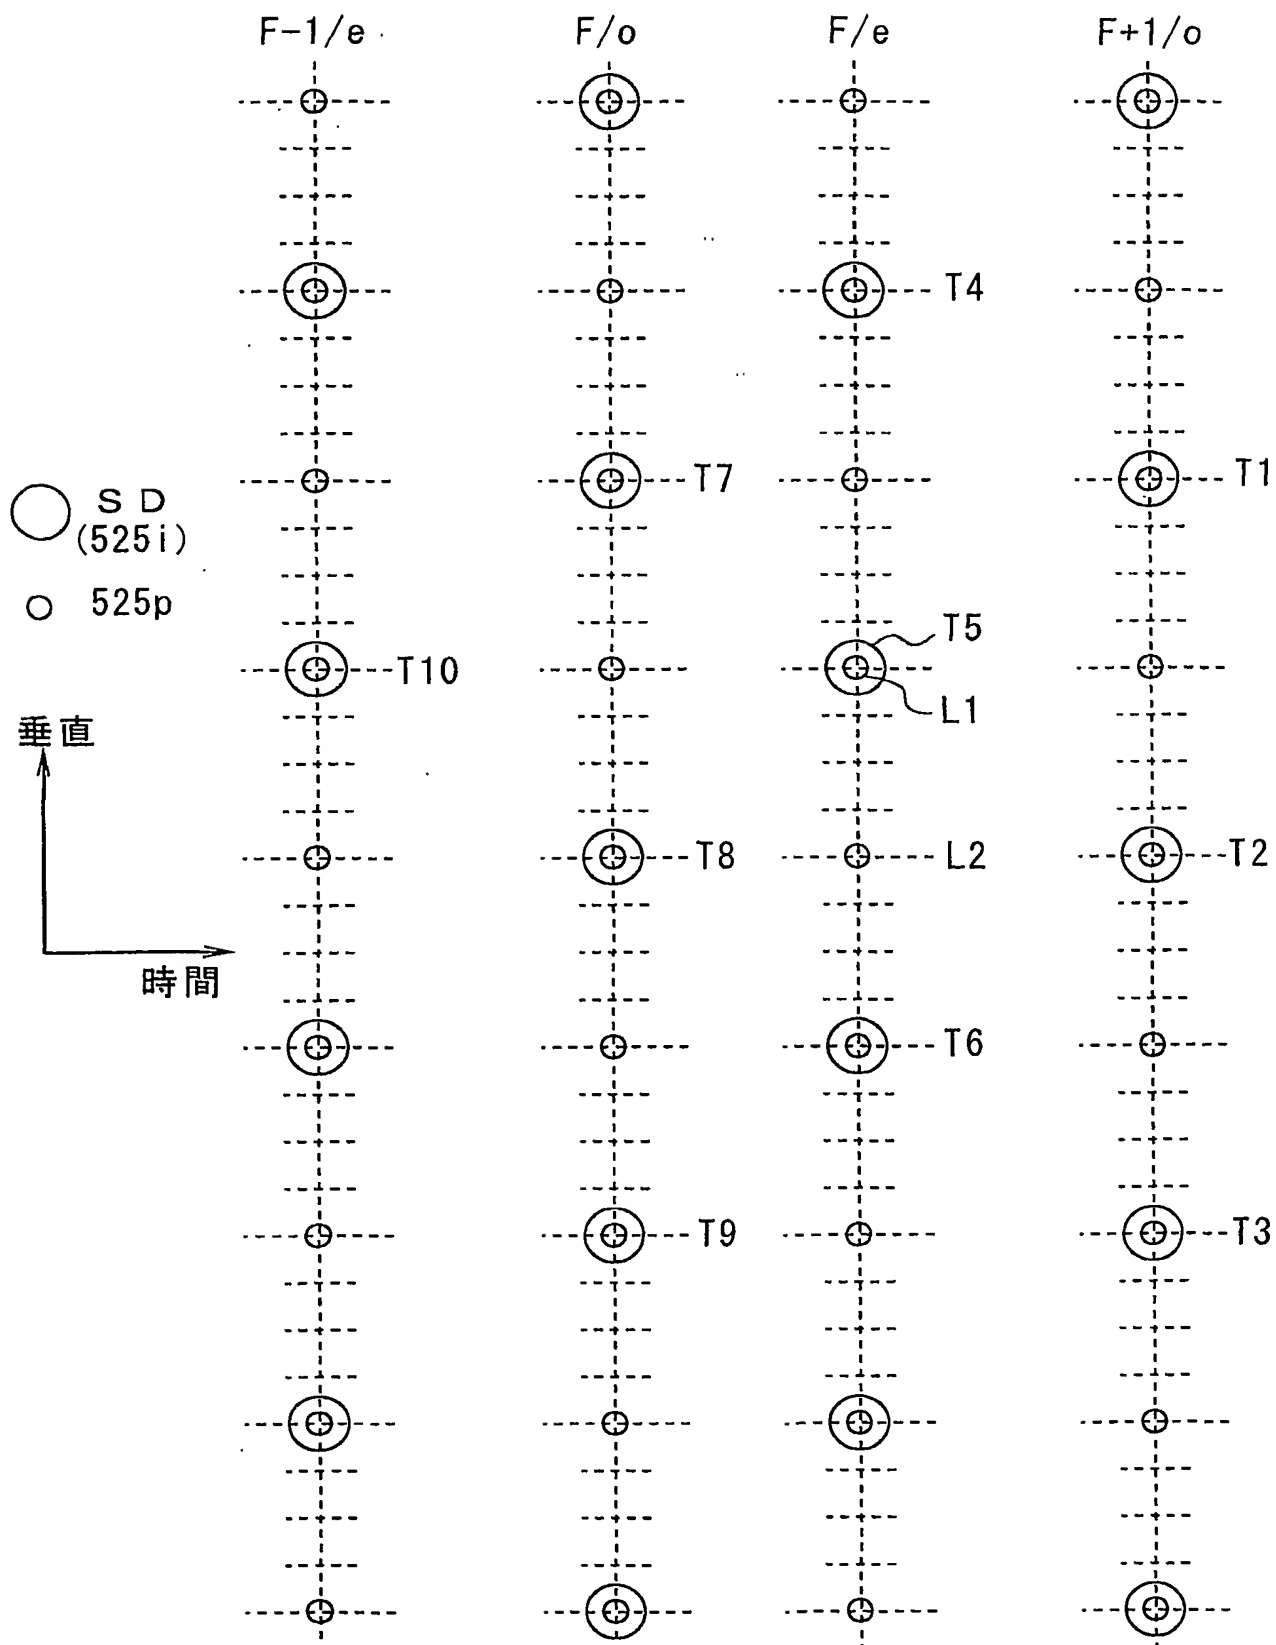 F-1/e
F/o
F/e
F+1/o
T4
T7
T1
SD
(525i)
525p
T5
T10
L1
垂直
T8
L2
T2
時間
T6
T9
T3